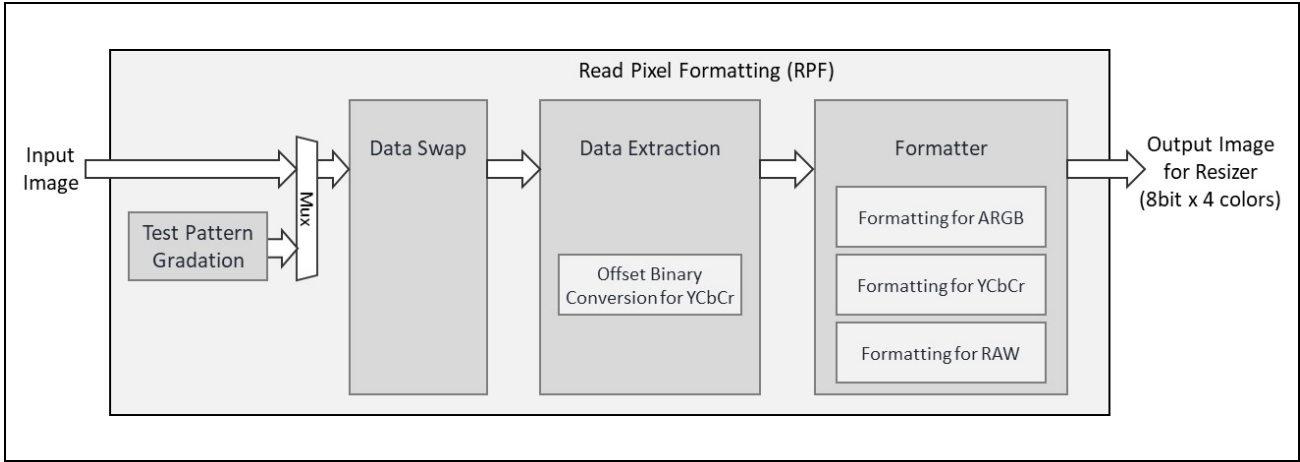 Read Pixel Formatting (RPF)
Input
Image
Mux
Test Pattern
Gradation
Data Swap
Data Extraction
Offset Binary
Conversion for YCbCr
Formatter
Formatting for ARGB
Formatting for YCbCr
Formatting for RAW
Output Image
for Resizer
(8bit x 4 colors)